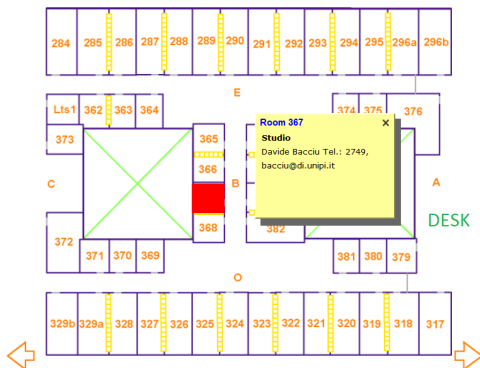 284 285 286 287 288 289 290 291 292 293 294 295 296a 296b
E
Lts1 362 363 364 374 375 376
Room 367 ×
Studio
Davide Bacciu Tel.: 2749,
bacciu@di.unipi.it
373 365
366
C B A
368
382
DESK
372 371 370 369 381 380 379
O
329b 329a 328 327 326 325 324 323 322 321 320 319 318 317